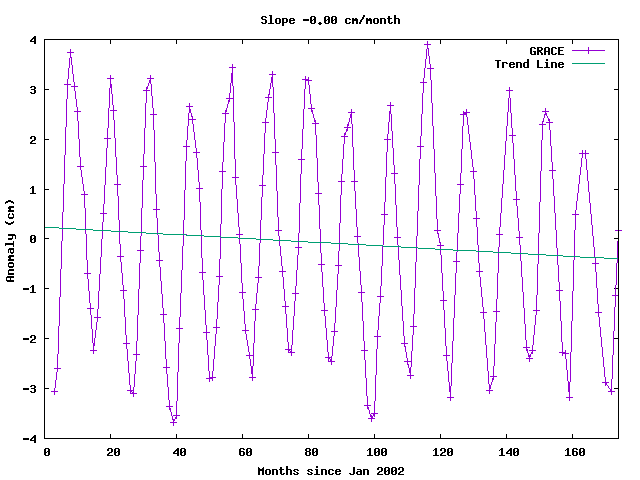 Slope -0.00 cm/month
GRACE
Trend Line
4
3
2
1
0
-1
-2
-3
-4
Anomaly (cm)
0 20 40 60 80 100 120 140 160
Months since Jan 2002